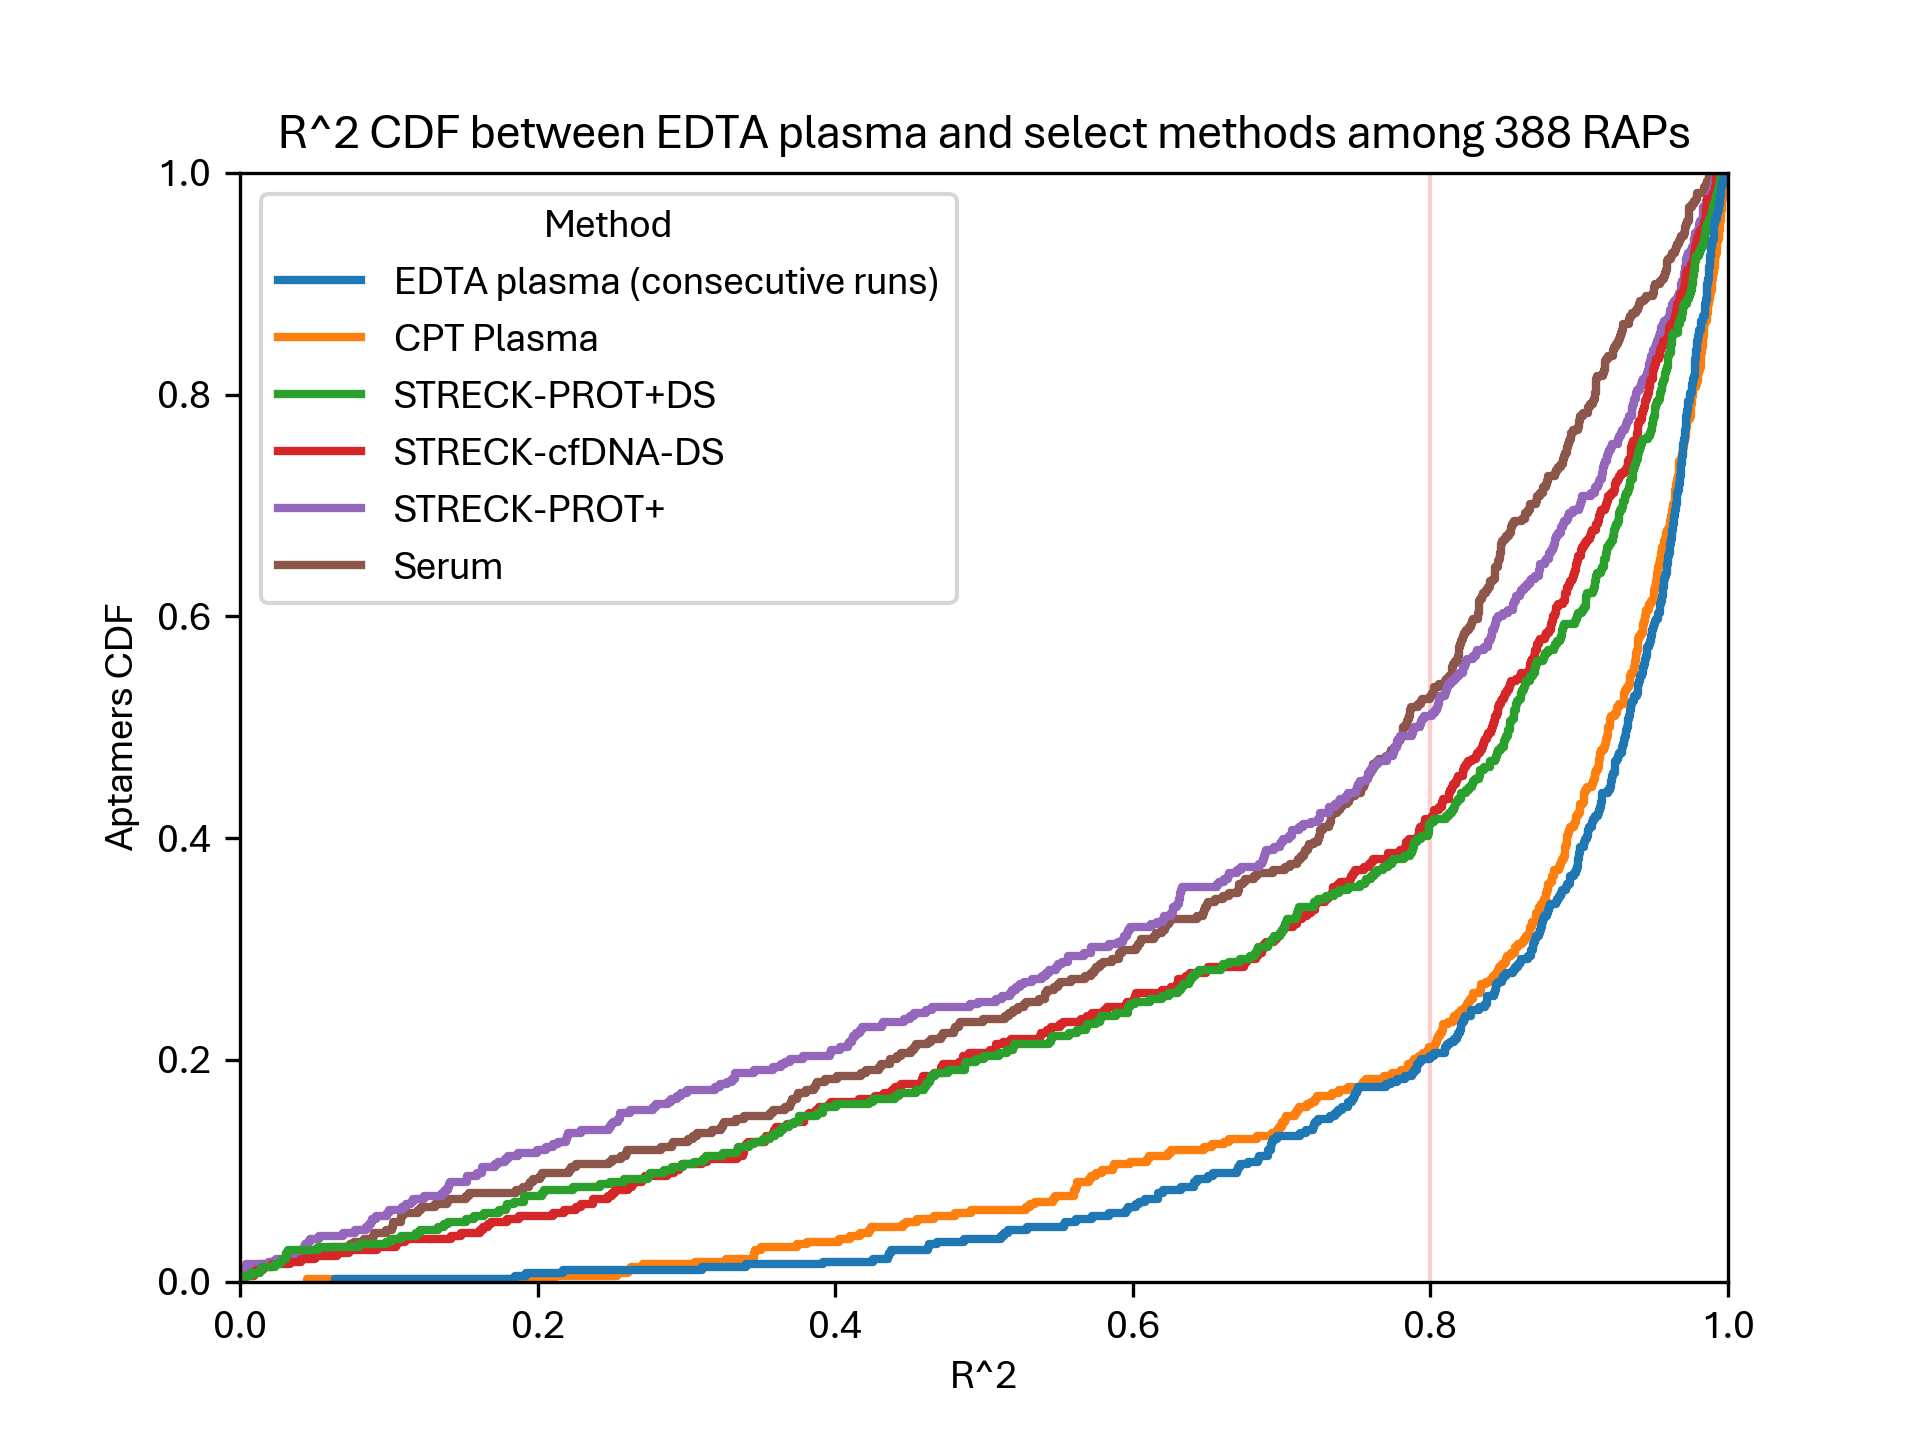 R^2 CDF between EDTA plasma and select methods among 388 RAPs
Method
EDTA plasma (consecutive runs)
CPT Plasma
STRECK-PROT+DS
STRECK-cfDNA-DS
STRECK-PROT+
Serum
Aptamers CDF
1.0
0.8
0.6
0.4
0.2
0.0
0.0 0.2 0.4 0.6 0.8 1.0
R^2